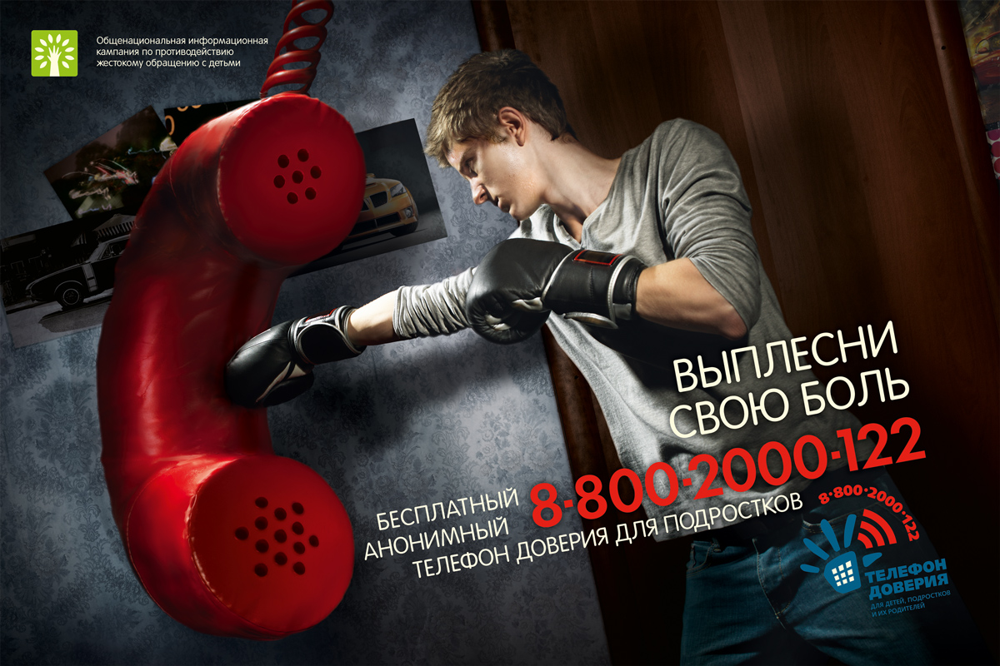 Общенациональная информационная
кампания по противодействию
жестокому обращению с детьми
ВЫПЛЕСНИ
СВОЮ БОЛЬ
БЕСПЛАТНЫЙ
АНОНИМНЫЙ
8-800-2000-122
ТЕЛЕФОН ДОВЕРИЯ ДЛЯ ПОДРОСТКОВ
8-800-2000-122
ТЕЛЕФОН
ДОВЕРИЯ
ДЛЯ ДЕТЕЙ, ПОДРОСТКОВ
И ИХ РОДИТЕЛЕЙ